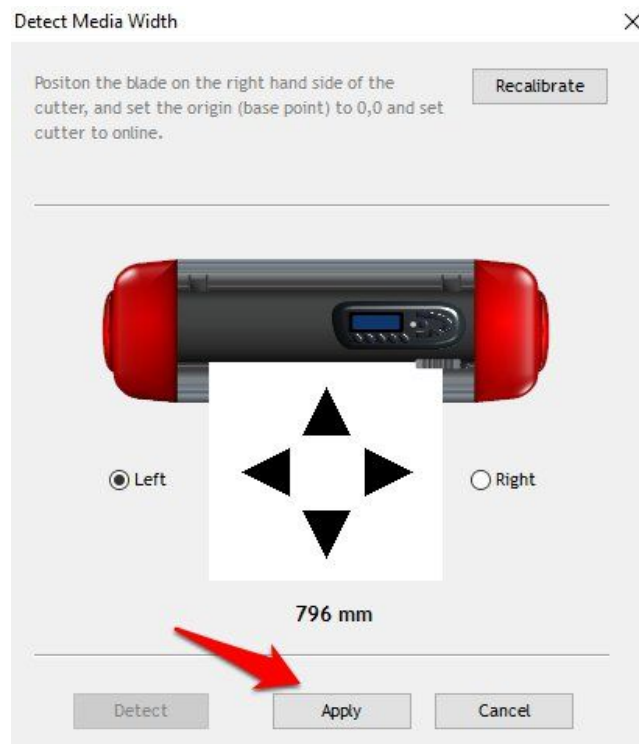 Detect Media Width
Positon the blade on the right hand side of the
cutter, and set the origin (base point) to 0,0 and set
cutter to online.
Recalibrate
Left
Right
796 mm
Detect
Apply
Cancel